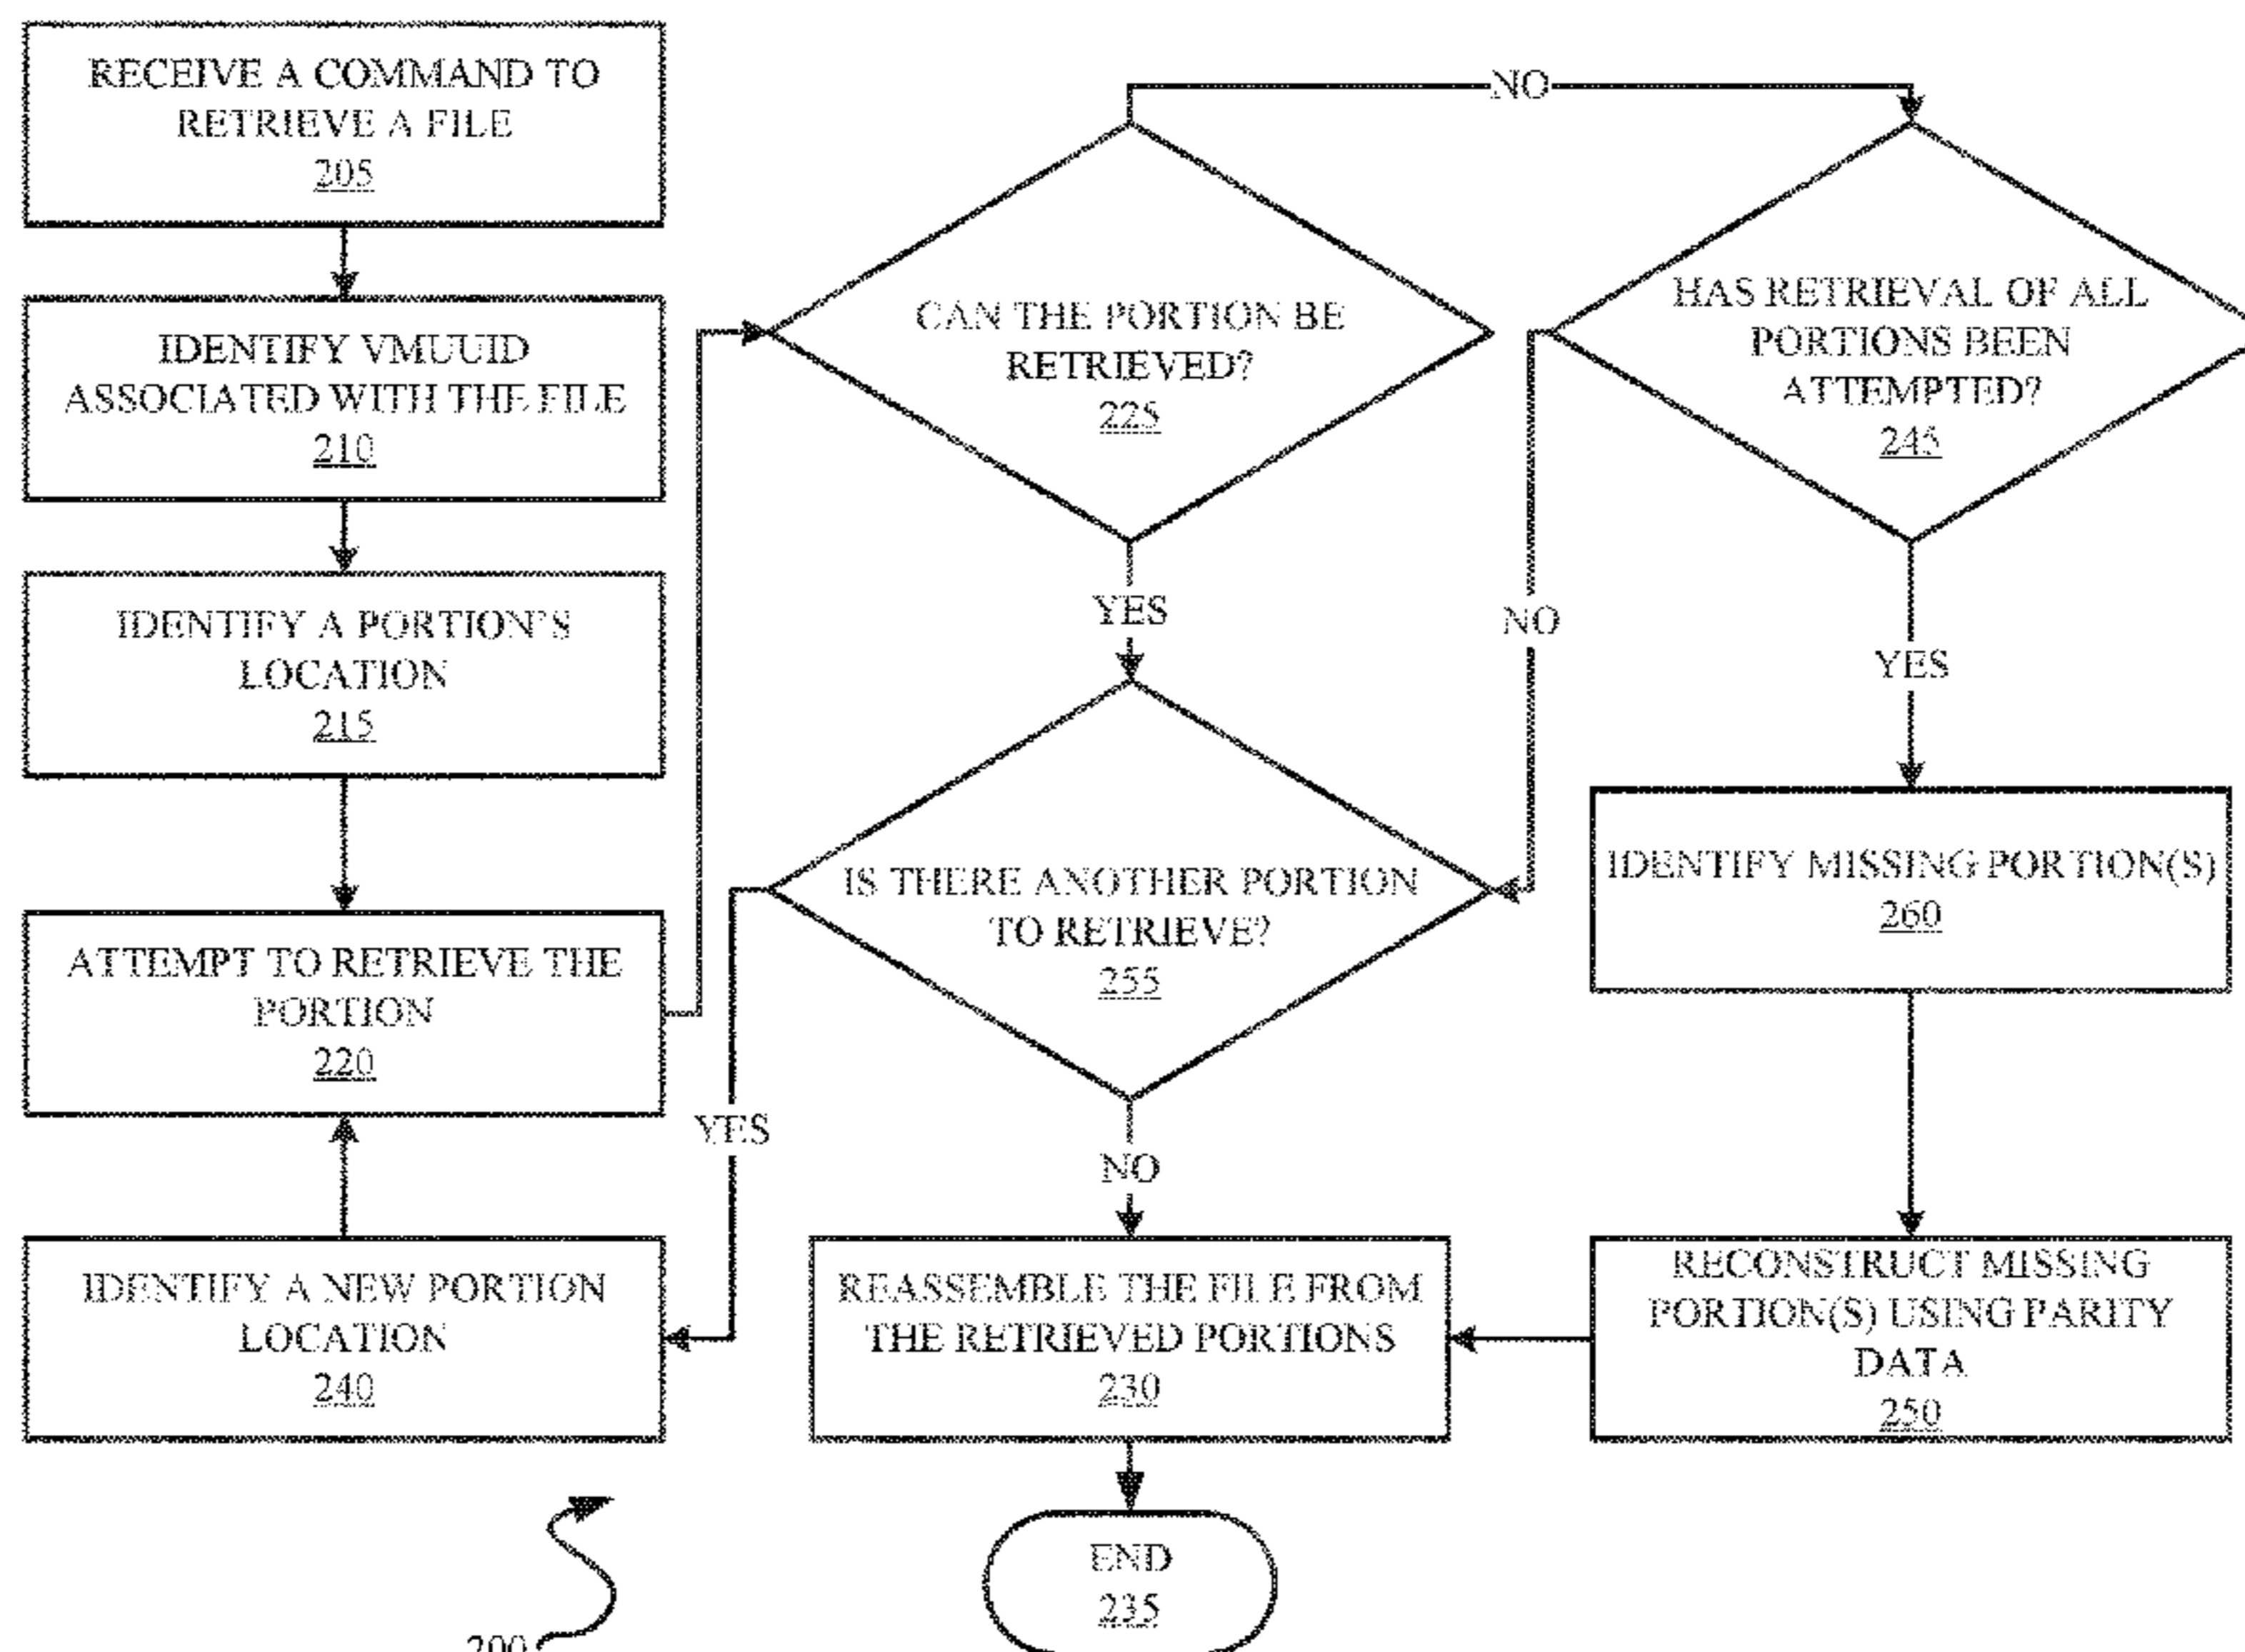 RECEIVE A COMMAND TO
RETRIEVE A FILE
205
IDENTIFY VMUUID
ASSOCIATED WITH THE FILE
210
IDENTIFY A PORTION'S
LOCATION
215
ATTEMPT TO RETRIEVE THE
PORTION
220
IDENTIFY A NEW PORTION
LOCATION
240
CAN THE PORTION BE
RETRIEVED?
225
NO
YES
IS THERE ANOTHER PORTION
TO RETRIEVE?
255
YES
NO
REASSEMBLE THE FILE FROM
THE RETRIEVED PORTIONS
230
END
235
HAS RETRIEVAL OF ALL
PORTIONS BEEN
ATTEMPTED?
245
NO
YES
IDENTIFY MISSING PORTION(S)
260
RECONSTRUCT MISSING
PORTION(S) USING PARITY
DATA
250
200